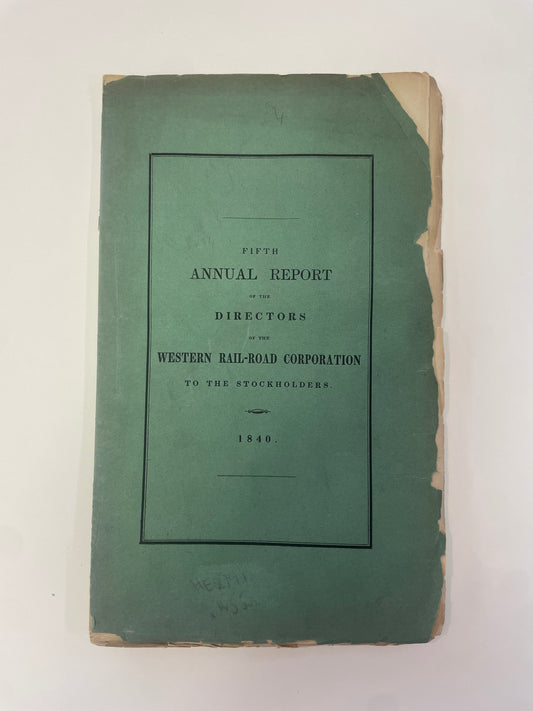 FIFTH
ANNUAL REPORT
OF THE
DIRECTORS
OF THE
WESTERN RAIL-ROAD CORPORATION
TO THE STOCKHOLDERS.
1840.